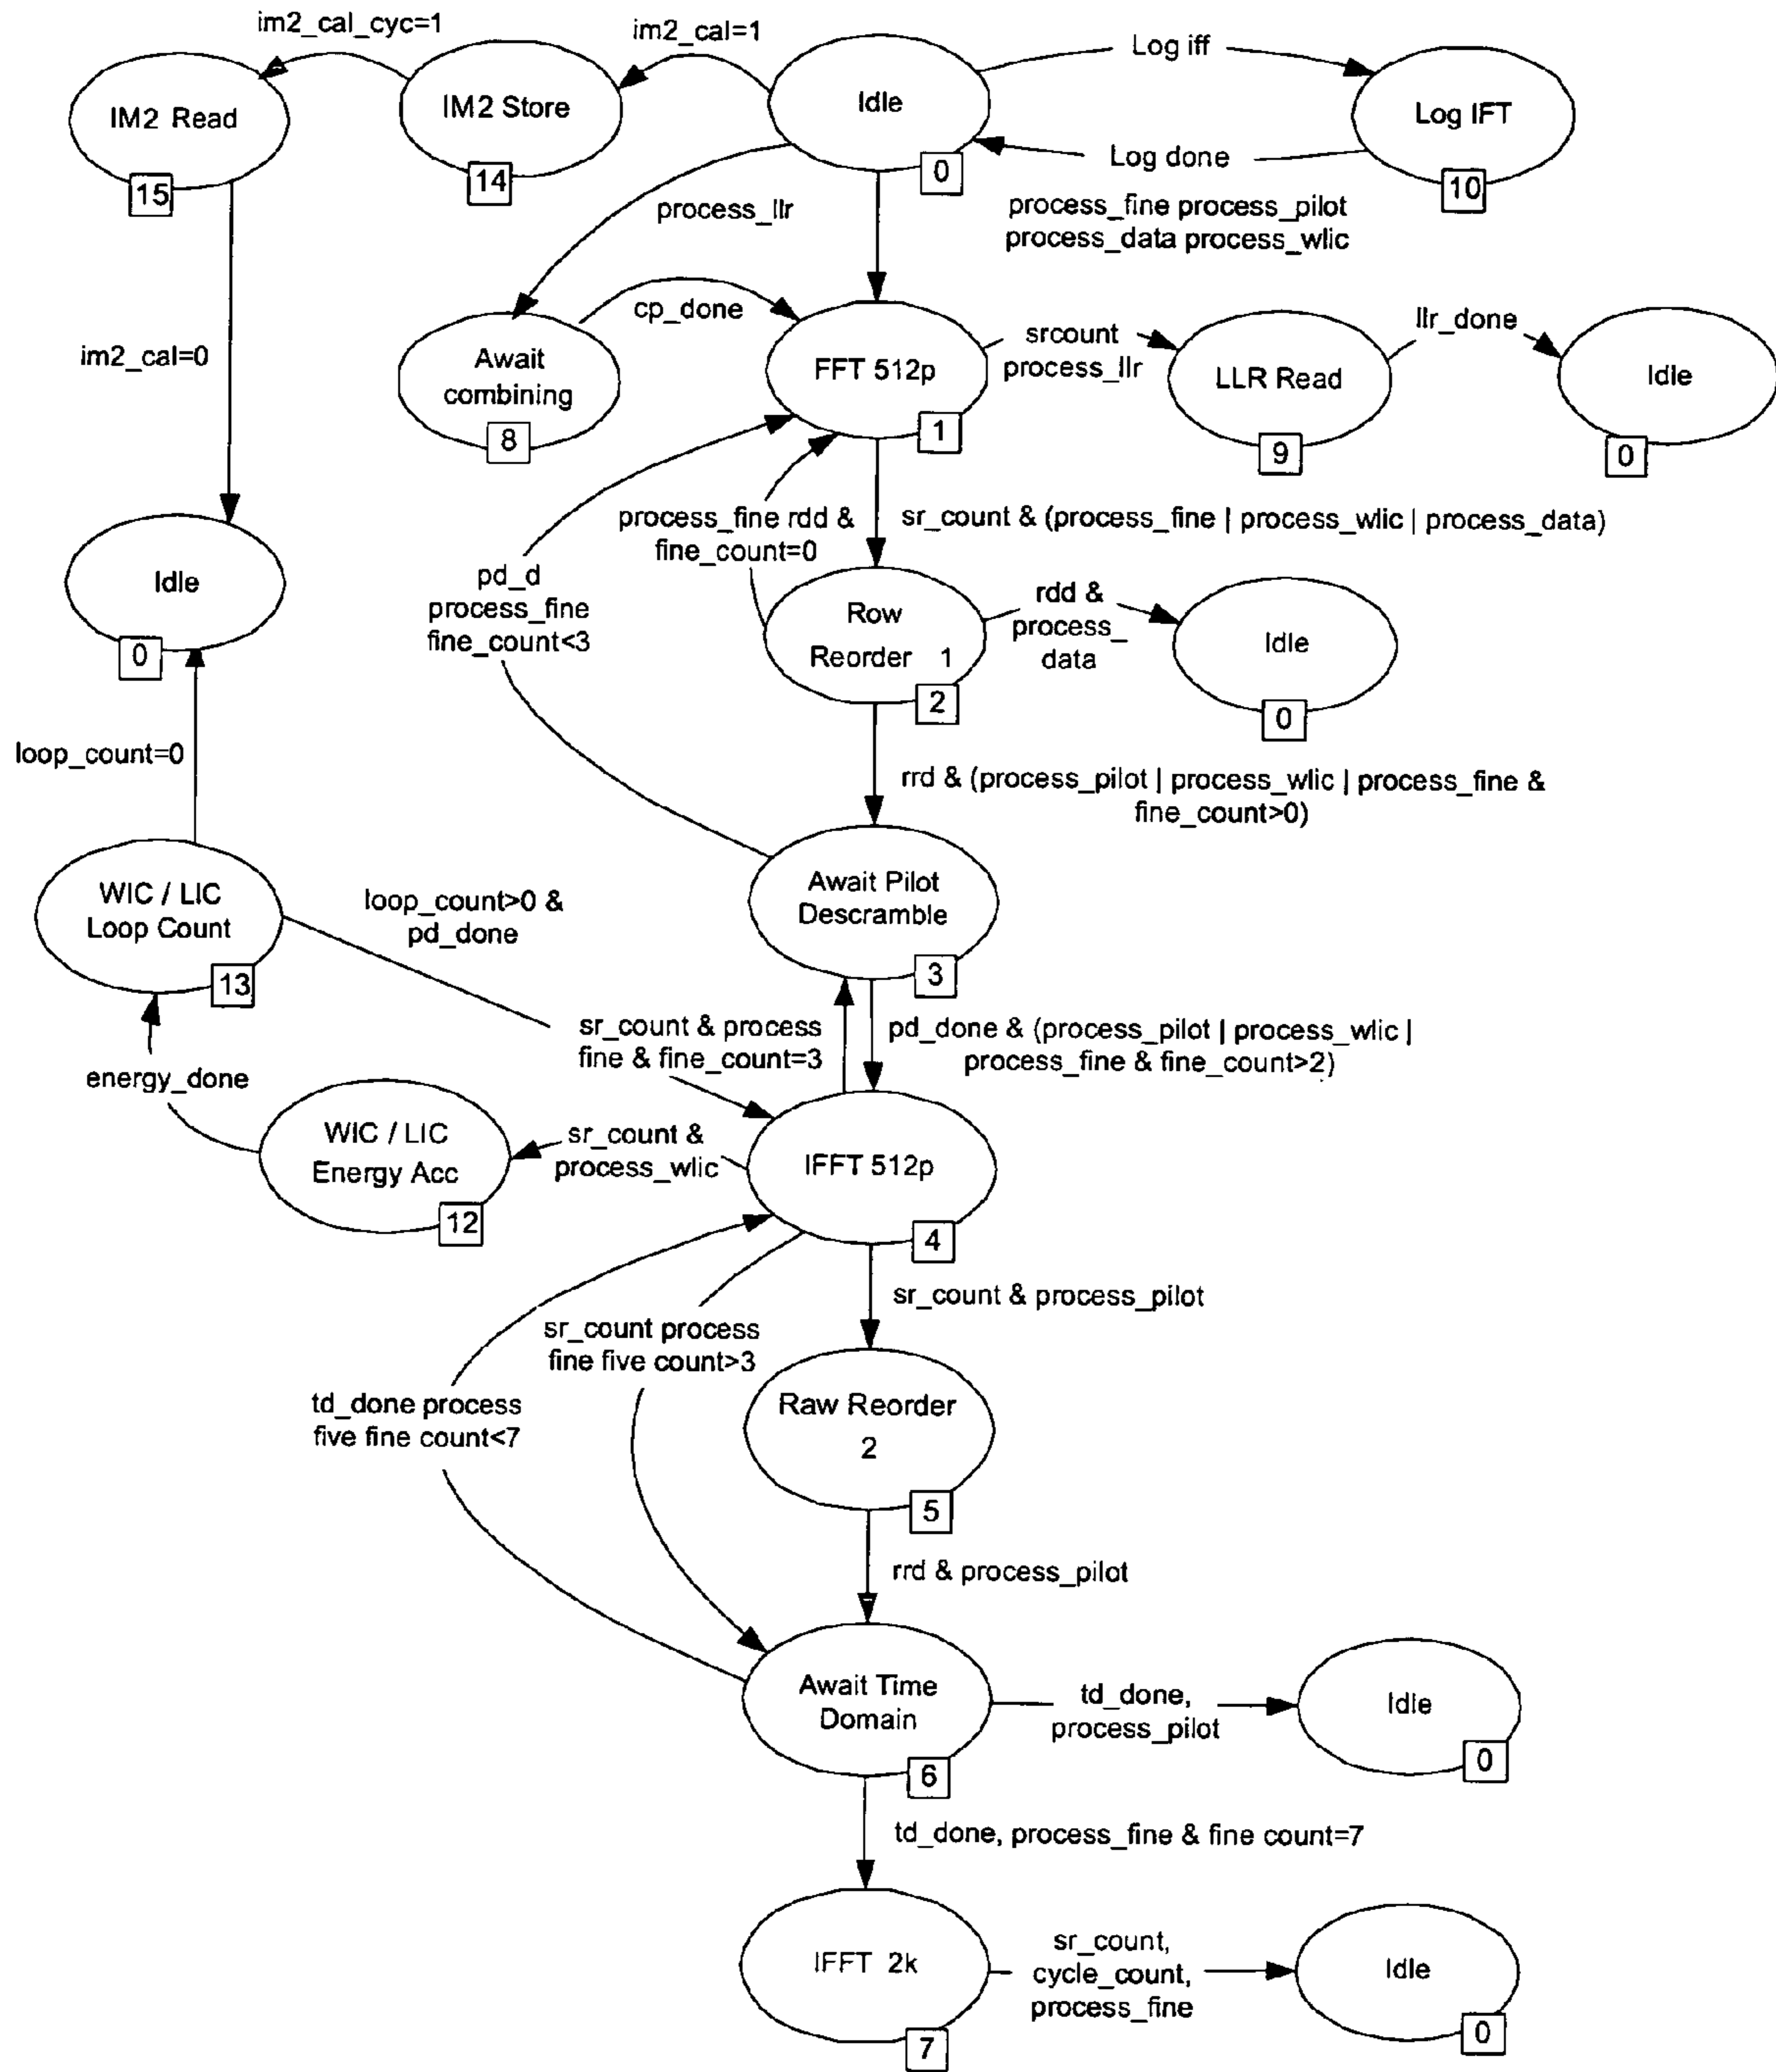 im2_cal_cyc=1
im2_cal=1
Log iff
IM2 Read
15
IM2 Store
14
Idle
0
Log IFT
10
Log done
process_llr
process_fine process_pilot
process_data process_wlic
im2_cal=0
Await
combining
8
cp_done
FFT 512p
1
srcount
process_llr
LLR Read
9
llr_done
Idle
0
process_fine rdd &
fine_count=0
sr_count & (process_fine | process_wlic | process_data)
Idle
0
pd_d
process_fine
fine_count<3
Row
Reorder 1
2
rdd &
process_
data
Idle
0
loop_count=0
rrd & (process_pilot | process_wlic | process_fine &
fine_count>0)
WIC / LIC
Loop Count
13
loop_count>0 &
pd_done
Await Pilot
Descramble
3
sr_count & process
fine & fine_count=3
pd_done & (process_pilot | process_wlic |
process_fine & fine_count>2)
energy_done
WIC / LIC
Energy Acc
12
sr_count &
process_wlic
IFFT 512p
4
sr_count & process_pilot
sr_count process
fine five count>3
td_done process
five fine count<7
Raw Reorder
2
5
rrd & process_pilot
Await Time
Domain
6
td_done,
process_pilot
Idle
0
td_done, process_fine & fine count=7
IFFT 2k
7
sr_count,
cycle_count,
process_fine
Idle
0